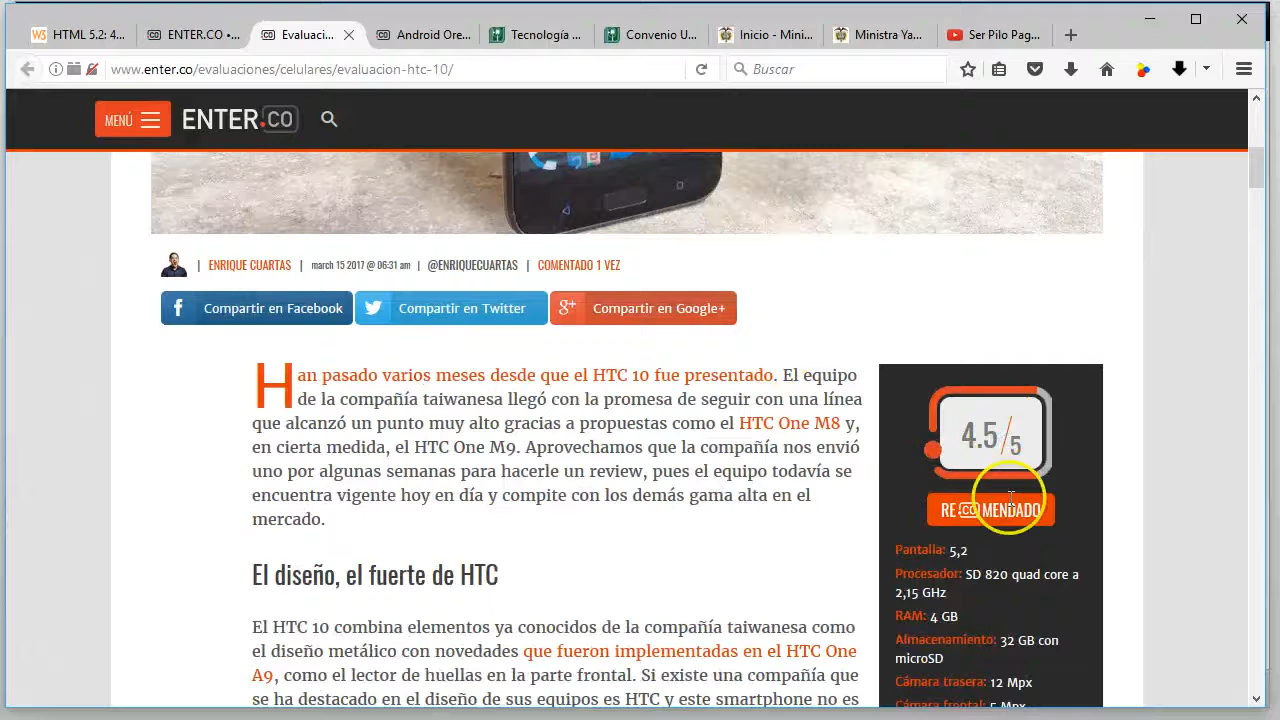 HTML 5.2: 4...
ENTER.CO •...
Evaluaci...
Android Ore...
Tecnología ...
Convenio U...
Inicio - Mini...
Ministra Ya...
Ser Pilo Pag...
www.enter.co/evaluaciones/celulares/evaluacion-htc-10/
Buscar
MENÚ
ENTER.CO
| ENRIQUE CUARTAS | march 15 2017 @ 06:31 am | @ENRIQUECUARTAS | COMENTADO 1 VEZ
Compartir en Facebook
Compartir en Twitter
Compartir en Google+
Han pasado varios meses desde que el HTC 10 fue presentado. El equipo
de la compañía taiwanesa llegó con la promesa de seguir con una línea
que alcanzó un punto muy alto gracias a propuestas como el HTC One M8 y,
en cierta medida, el HTC One M9. Aprovechamos que la compañía nos envió
uno por algunas semanas para hacerle un review, pues el equipo todavía se
encuentra vigente hoy en día y compite con los demás gama alta en el
mercado.
El diseño, el fuerte de HTC
El HTC 10 combina elementos ya conocidos de la compañía taiwanesa como
el diseño metálico con novedades que fueron implementadas en el HTC One
A9, como el lector de huellas en la parte frontal. Si existe una compañía que
se ha destacado en el diseño de sus equipos es HTC y este smartphone no es
4.5/5
RE.COMENDADO
Pantalla: 5,2
Procesador: SD 820 quad core a
2,15 GHz
RAM: 4 GB
Almacenamiento: 32 GB con
microSD
Cámara trasera: 12 Mpx
Cámara frontal: 5 Mpx